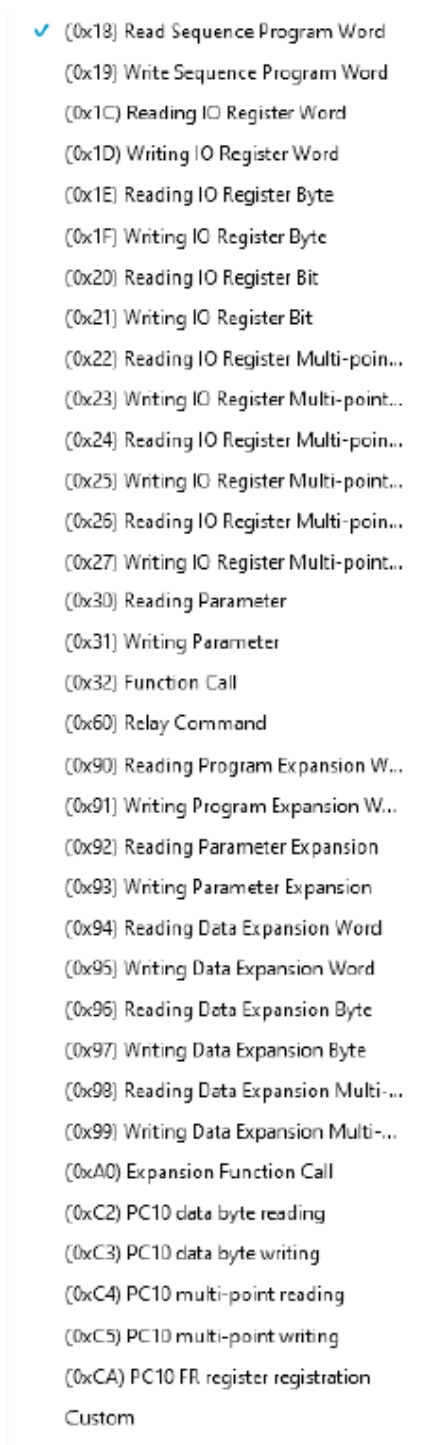 (0x18) Read Sequence Program Word
(0x19) Write Sequence Program Word
(0x1C) Reading IO Register Word
(0x1D) Writing IO Register Word
(0x1E) Reading IO Register Byte
(0x1F) Writing IO Register Byte
(0x20) Reading IO Register Bit
(0x21) Writing IO Register Bit
(0x22) Reading IO Register Multi-poin...
(0x23) Writing IO Register Multi-point...
(0x24) Reading IO Register Multi-poin...
(0x25) Writing IO Register Multi-point...
(0x26) Reading IO Register Multi-poin...
(0x27) Writing IO Register Multi-point...
(0x30) Reading Parameter
(0x31) Writing Parameter
(0x32) Function Call
(0x60) Relay Command
(0x90) Reading Program Expansion W...
(0x91) Writing Program Expansion W...
(0x92) Reading Parameter Expansion
(0x93) Writing Parameter Expansion
(0x94) Reading Data Expansion Word
(0x95) Writing Data Expansion Word
(0x96) Reading Data Expansion Byte
(0x97) Writing Data Expansion Byte
(0x98) Reading Data Expansion Multi-...
(0x99) Writing Data Expansion Multi-...
(0xA0) Expansion Function Call
(0xC2) PC10 data byte reading
(0xC3) PC10 data byte writing
(0xC4) PC10 multi-point reading
(0xC5) PC10 multi-point writing
(0xCA) PC10 FR register registration
Custom